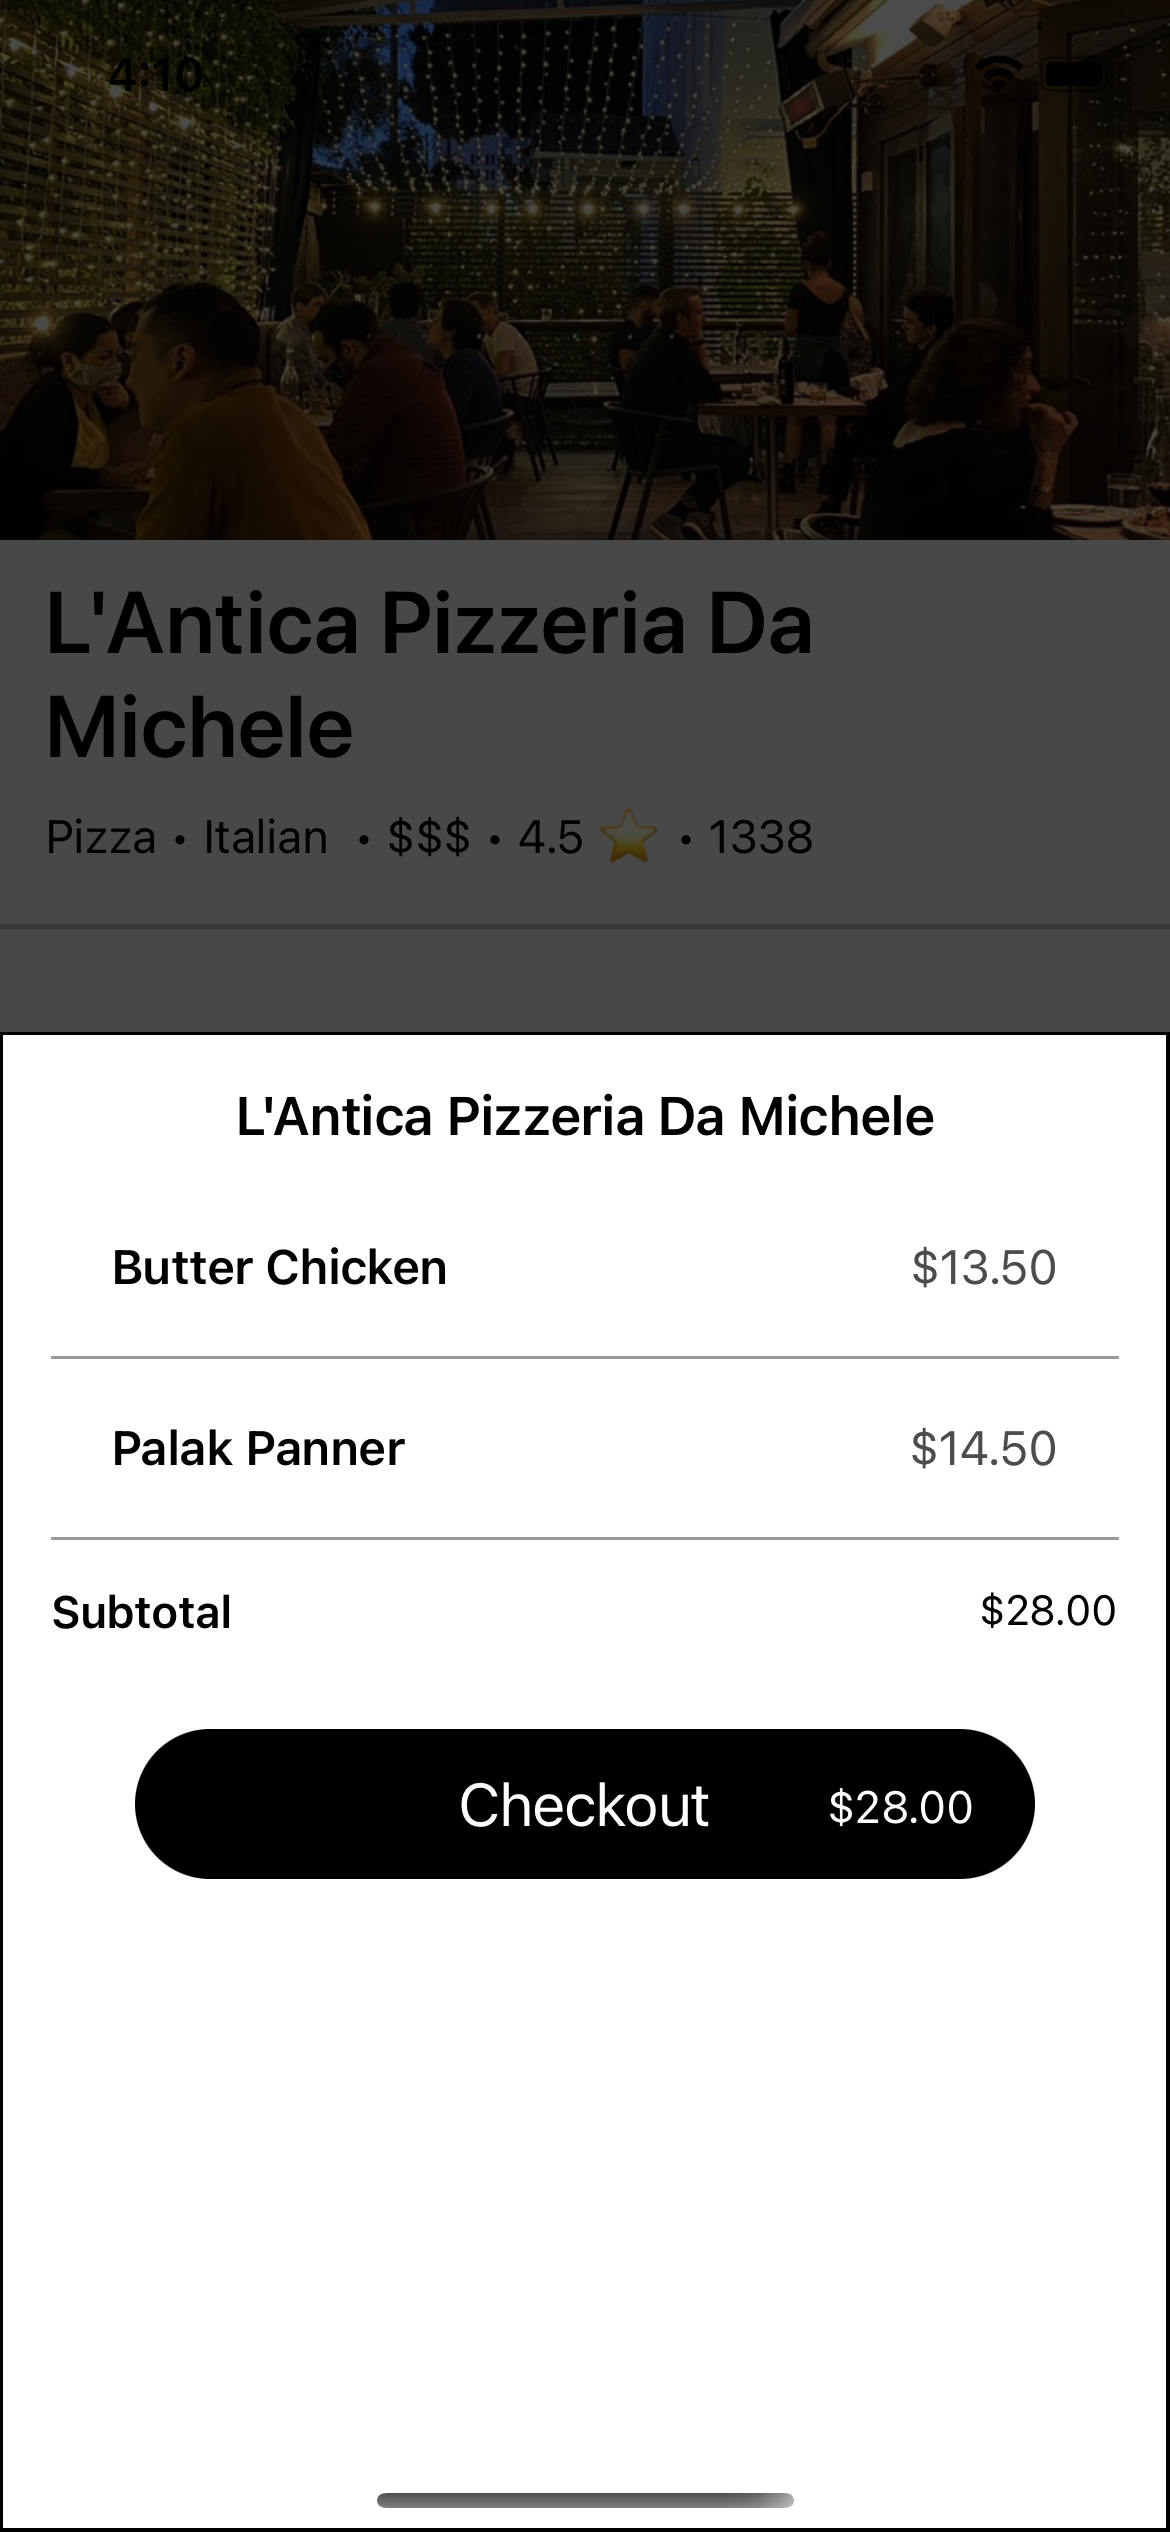 4:10
L'Antica Pizzeria Da
Michele
Pizza • Italian • $$$ • 4.5 ⭐ • 1338
L'Antica Pizzeria Da Michele
Butter Chicken $13.50
Palak Panner $14.50
Subtotal $28.00
Checkout $28.00